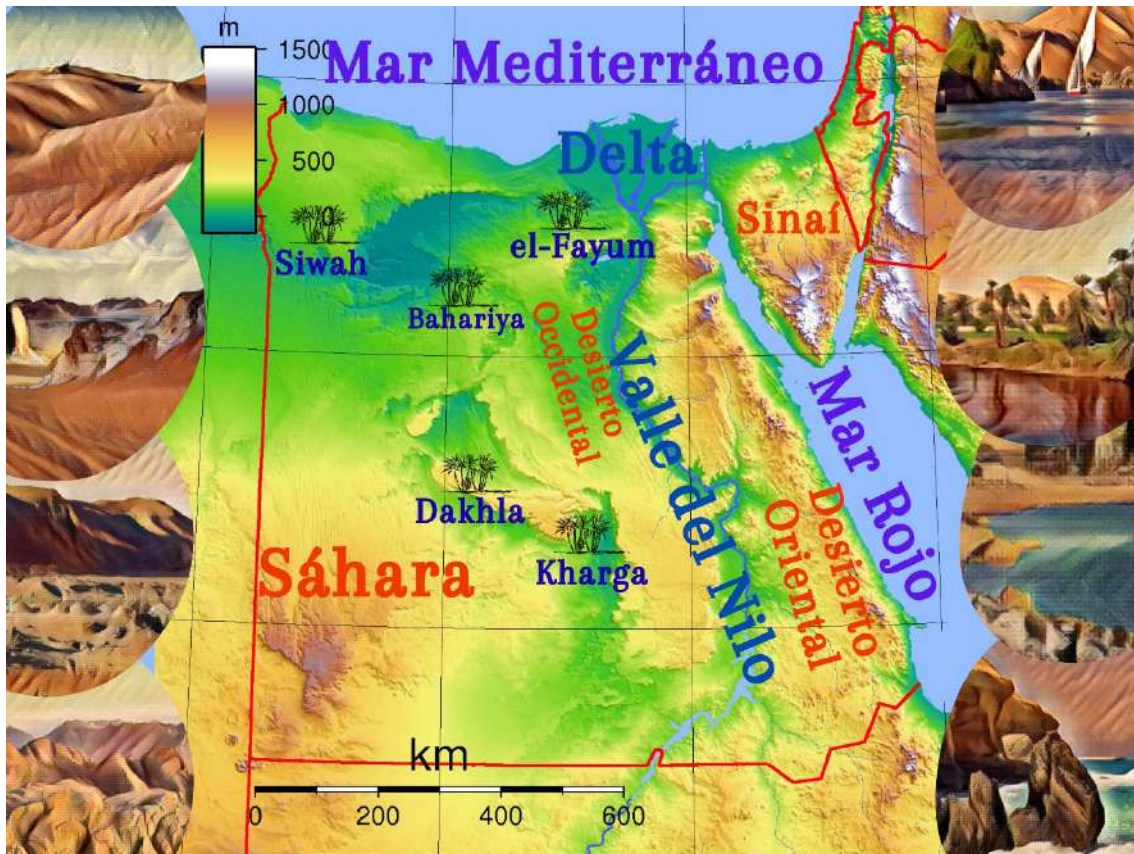 m
1500
1000
500
0
Mar Mediterráneo
Delta
Sinaí
Siwah
el-Fayum
Bahariya
Desierto
Occidental
Valle del Nilo
Mar Rojo
Dakhla
Kharga
Sáhara
Desierto
Oriental
km
0 200 400 600